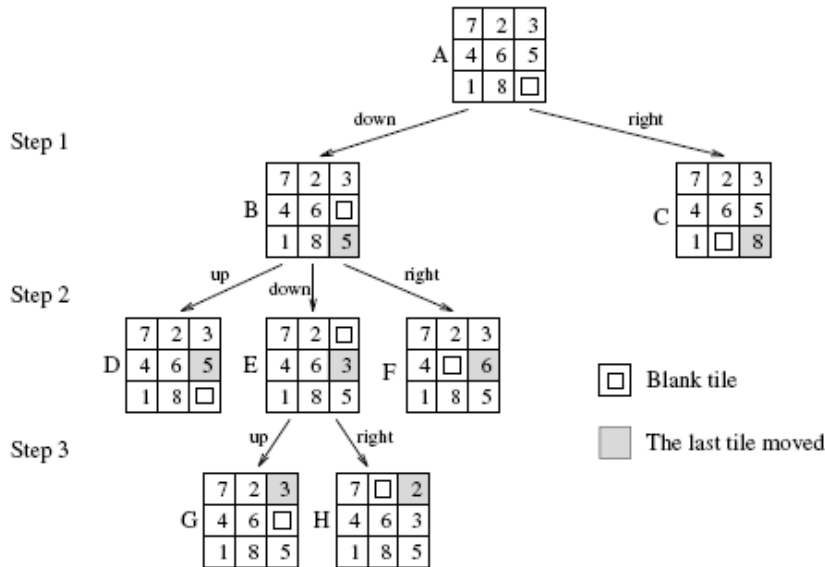 7 2 3
A 4 6 5
1 8
down
right
Step 1
7 2 3
B 4 6
1 8 5
7 2 3
C 4 6 5
1 8
up
down
right
Step 2
7 2 3
D 4 6 5
1 8
7 2
E 4 6 3
1 8 5
7 2 3
F 4 6
1 8 5
Blank tile
The last tile moved
up
right
Step 3
7 2 3
G 4 6
1 8 5
7 2
H 4 6 3
1 8 5